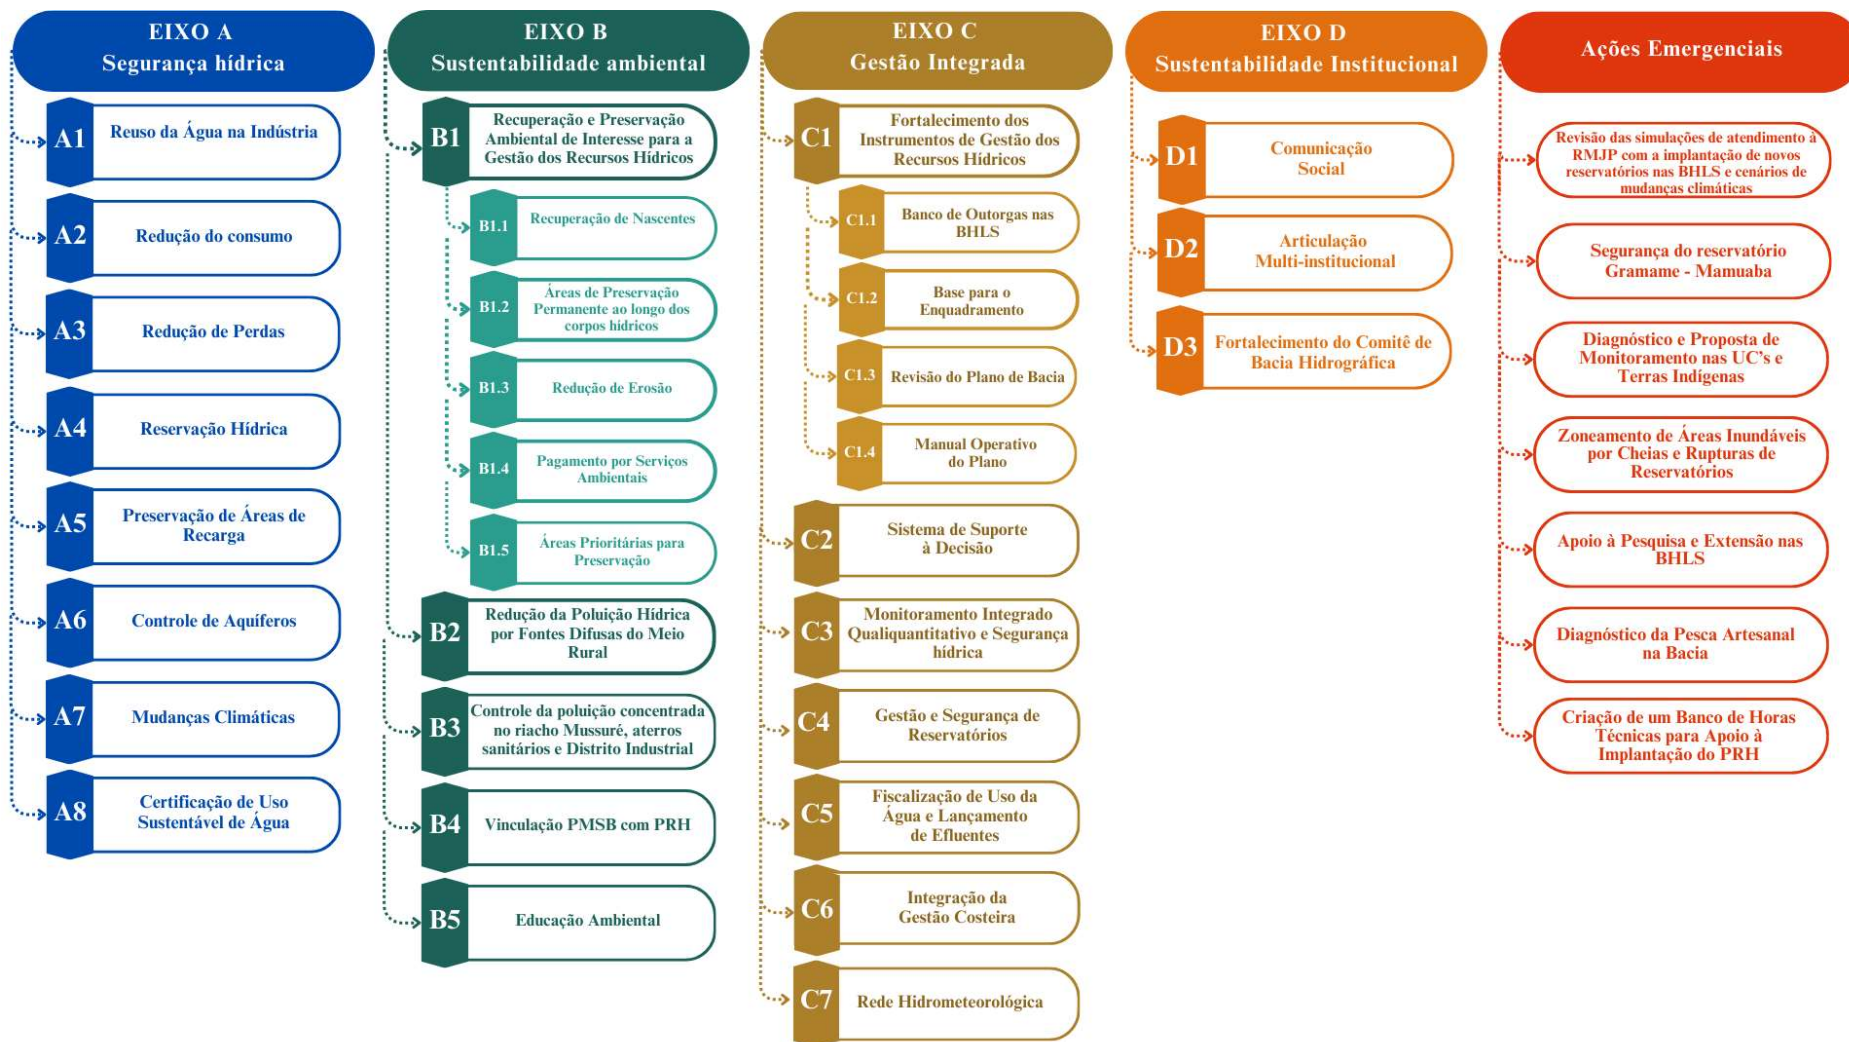 EIXO A
Segurança hídrica
A1
Reuso da Água na Indústria
A2
Redução do consumo
A3
Redução de Perdas
A4
Reservação Hídrica
A5
Preservação de Áreas de
Recarga
A6
Controle de Aquíferos
A7
Mudanças Climáticas
A8
Certificação de Uso
Sustentável de Água
EIXO B
Sustentabilidade ambiental
B1
Recuperação e Preservação
Ambiental de Interesse para a
Gestão dos Recursos Hídricos
B1.1
Recuperação de Nascentes
B1.2
Áreas de Preservação
Permanente ao longo dos
corpos hídricos
B1.3
Redução de Erosão
B1.4
Pagamento por Serviços
Ambientais
B1.5
Áreas Prioritárias para
Preservação
B2
Redução da Poluição Hídrica
por Fontes Difusas do Meio
Rural
B3
Controle da poluição concentrada
no riacho Mussuré, aterros
sanitários e Distrito Industrial
B4
Vinculação PMSB com PRH
B5
Educação Ambiental
EIXO C
Gestão Integrada
C1
Fortalecimento dos
Instrumentos de Gestão dos
Recursos Hídricos
C1.1
Banco de Outorgas nas
BHLS
C1.2
Base para o
Enquadramento
C1.3
Revisão do Plano de Bacia
C1.4
Manual Operativo
do Plano
C2
Sistema de Suporte
à Decisão
C3
Monitoramento Integrado
Qualiquantitativo e Segurança
hídrica
C4
Gestão e Segurança de
Reservatórios
C5
Fiscalização de Uso da
Água e Lançamento
de Efluentes
C6
Integração da
Gestão Costeira
C7
Rede Hidrometeorológica
EIXO D
Sustentabilidade Institucional
D1
Comunicação
Social
D2
Articulação
Multi-institucional
D3
Fortalecimento do Comitê de
Bacia Hidrográfica
Ações Emergenciais
Revisão das simulações de atendimento à
RMJP com a implantação de novos
reservatórios nas BHLS e cenários de
mudanças climáticas
Segurança do reservatório
Gramame - Mamuaba
Diagnóstico e Proposta de
Monitoramento nas UC's e
Terras Indígenas
Zoneamento de Áreas Inundáveis
por Cheias e Rupturas de
Reservatórios
Apoio à Pesquisa e Extensão nas
BHLS
Diagnóstico da Pesca Artesanal
na Bacia
Criação de um Banco de Horas
Técnicas para Apoio à
Implantação do PRH